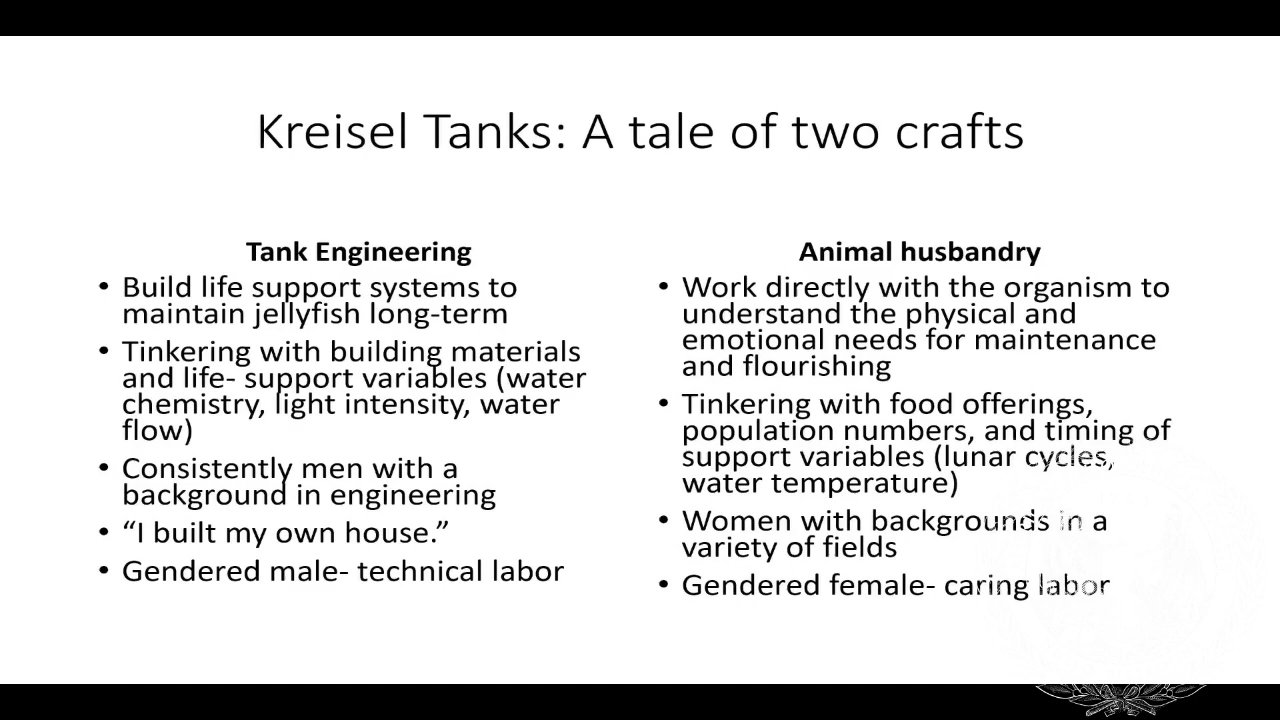 Kreisel Tanks: A tale of two crafts
Tank Engineering
• Build life support systems to
maintain jellyfish long-term
• Tinkering with building materials
and life- support variables (water
chemistry, light intensity, water
flow)
• Consistently men with a
background in engineering
• “I built my own house.”
• Gendered male- technical labor
Animal husbandry
• Work directly with the organism to
understand the physical and
emotional needs for maintenance
and flourishing
• Tinkering with food offerings,
population numbers, and timing of
support variables (lunar cycles,
water temperature)
• Women with backgrounds in a
variety of fields
• Gendered female- caring labor